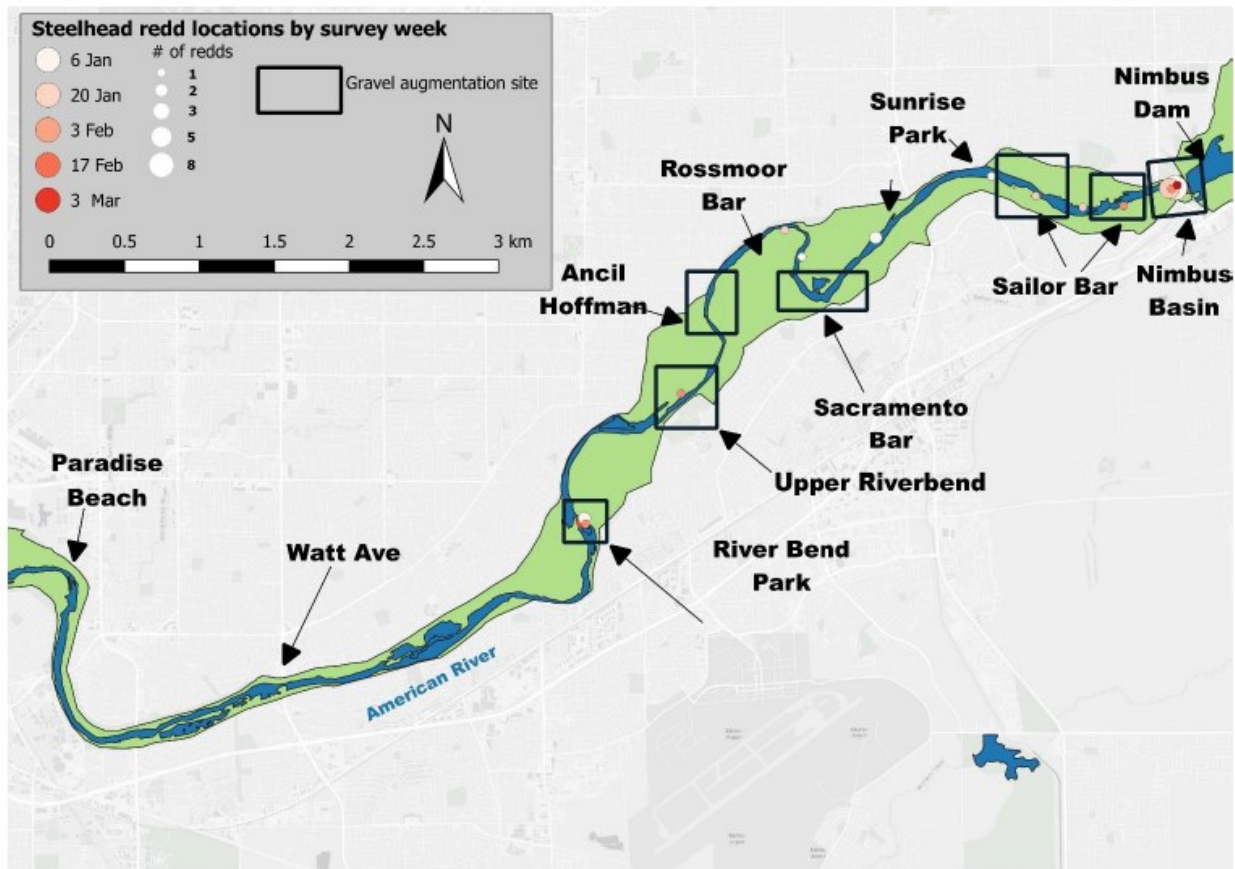 Steelhead redd locations by survey week
6 Jan
20 Jan
3 Feb
17 Feb
3 Mar
# of redds
1
2
3
5
8
Gravel augmentation site
N
0 0.5 1 1.5 2 2.5 3 km
Nimbus
Dam
Sunrise
Park
Rossmoor
Bar
Ancil
Hoffman
Sailor Bar
Nimbus
Basin
Sacramento
Bar
Upper Riverbend
Paradise
Beach
Watt Ave
River Bend
Park
American River